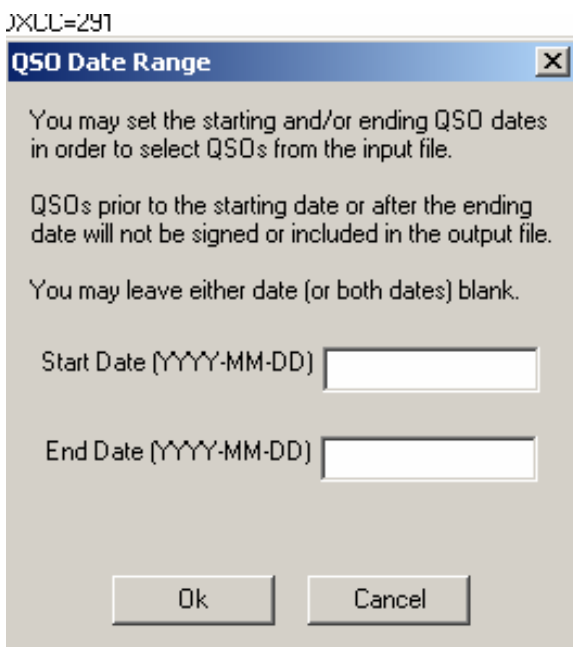 DXCC=291
QSO Date Range
You may set the starting and/or ending QSO dates
in order to select QSOs from the input file.
QSOs prior to the starting date or after the ending
date will not be signed or included in the output file.
You may leave either date (or both dates) blank.
Start Date (YYYY-MM-DD)
End Date (YYYY-MM-DD)
Ok Cancel